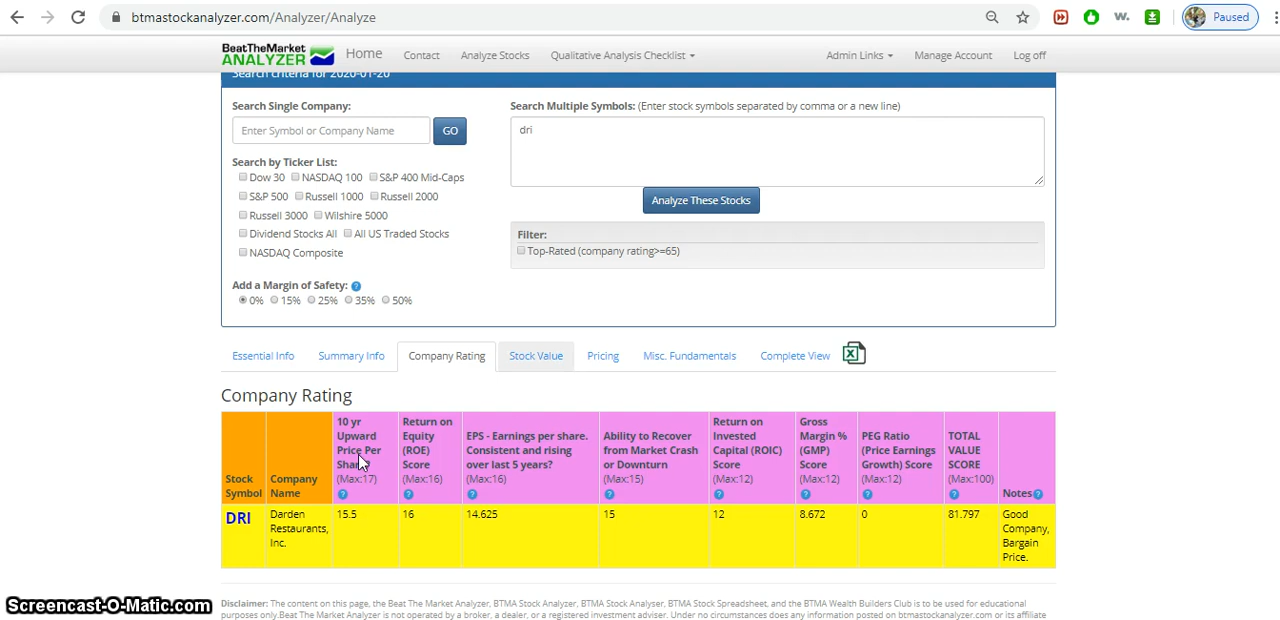 btmastockanalyzer.com/Analyzer/Analyze
W.
Paused
BeatTheMarket
ANALYZER
Home
Contact
Analyze Stocks
Qualitative Analysis Checklist
Admin Links
Manage Account
Log off
Search criteria for 2020-01-20
Search Single Company:
Enter Symbol or Company Name
GO
Search by Ticker List:
Dow 30 NASDAQ 100 S&P 400 Mid-Caps
S&P 500 Russell 1000 Russell 2000
Russell 3000 Wilshire 5000
Dividend Stocks All All US Traded Stocks
NASDAQ Composite
Add a Margin of Safety: ?
0% 15% 25% 35% 50%
Search Multiple Symbols: (Enter stock symbols separated by comma or a new line)
dri
Analyze These Stocks
Filter:
Top-Rated (company rating>=65)
Essential Info
Summary Info
Company Rating
Stock Value
Pricing
Misc. Fundamentals
Complete View
X
Company Rating
Stock
Symbol
Company
Name
10 yr
Upward
Price Per
Share?
(Max:17)
?
Return on
Equity
(ROE)
Score
(Max:16)
?
EPS - Earnings per share.
Consistent and rising
over last 5 years?
(Max:16)
?
Ability to Recover
from Market Crash
or Downturn
(Max:15)
?
Return on
Invested
Capital (ROIC)
Score
(Max:12)
?
Gross
Margin %
(GMP)
Score
(Max:12)
?
PEG Ratio
(Price Earnings
Growth) Score
(Max:12)
?
TOTAL
VALUE
SCORE
(Max:100)
?
Notes ?
DRI
Darden
Restaurants,
Inc.
15.5
16
14.625
15
12
8.672
0
81.797
Good
Company,
Bargain
Price.
Disclaimer: The content on this page, the Beat The Market Analyzer, BTMA Stock Analyzer, BTMA Stock Analyser, BTMA Stock Spreadsheet, and the BTMA Wealth Builders Club is to be used for educational
purposes only.Beat The Market Analyzer is not operated by a broker, a dealer, or a registered investment adviser. Under no circumstances does any information posted on btmastockanalyzer.com or its affiliate
Screencast-O-Matic.com